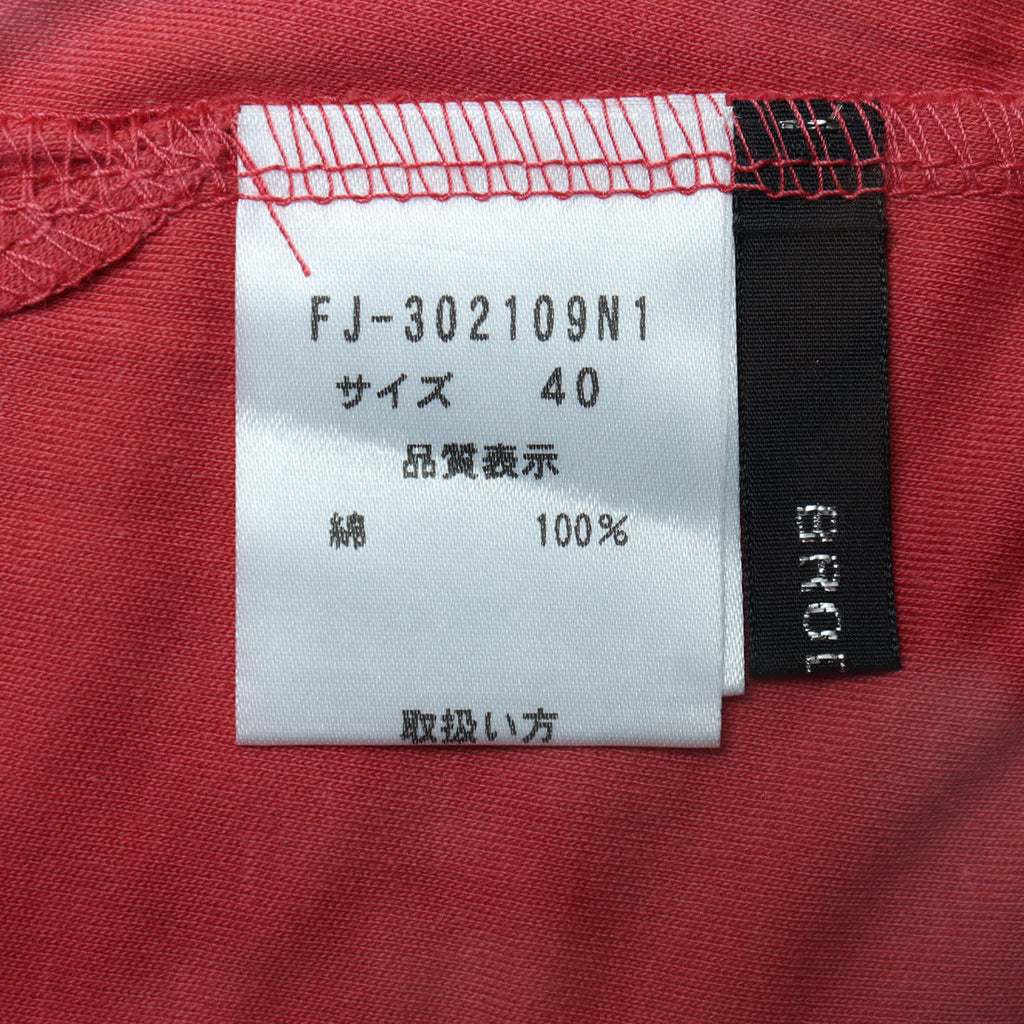 FJ-302109N1
サイズ 40
品質表示
綿 100%
取扱い方